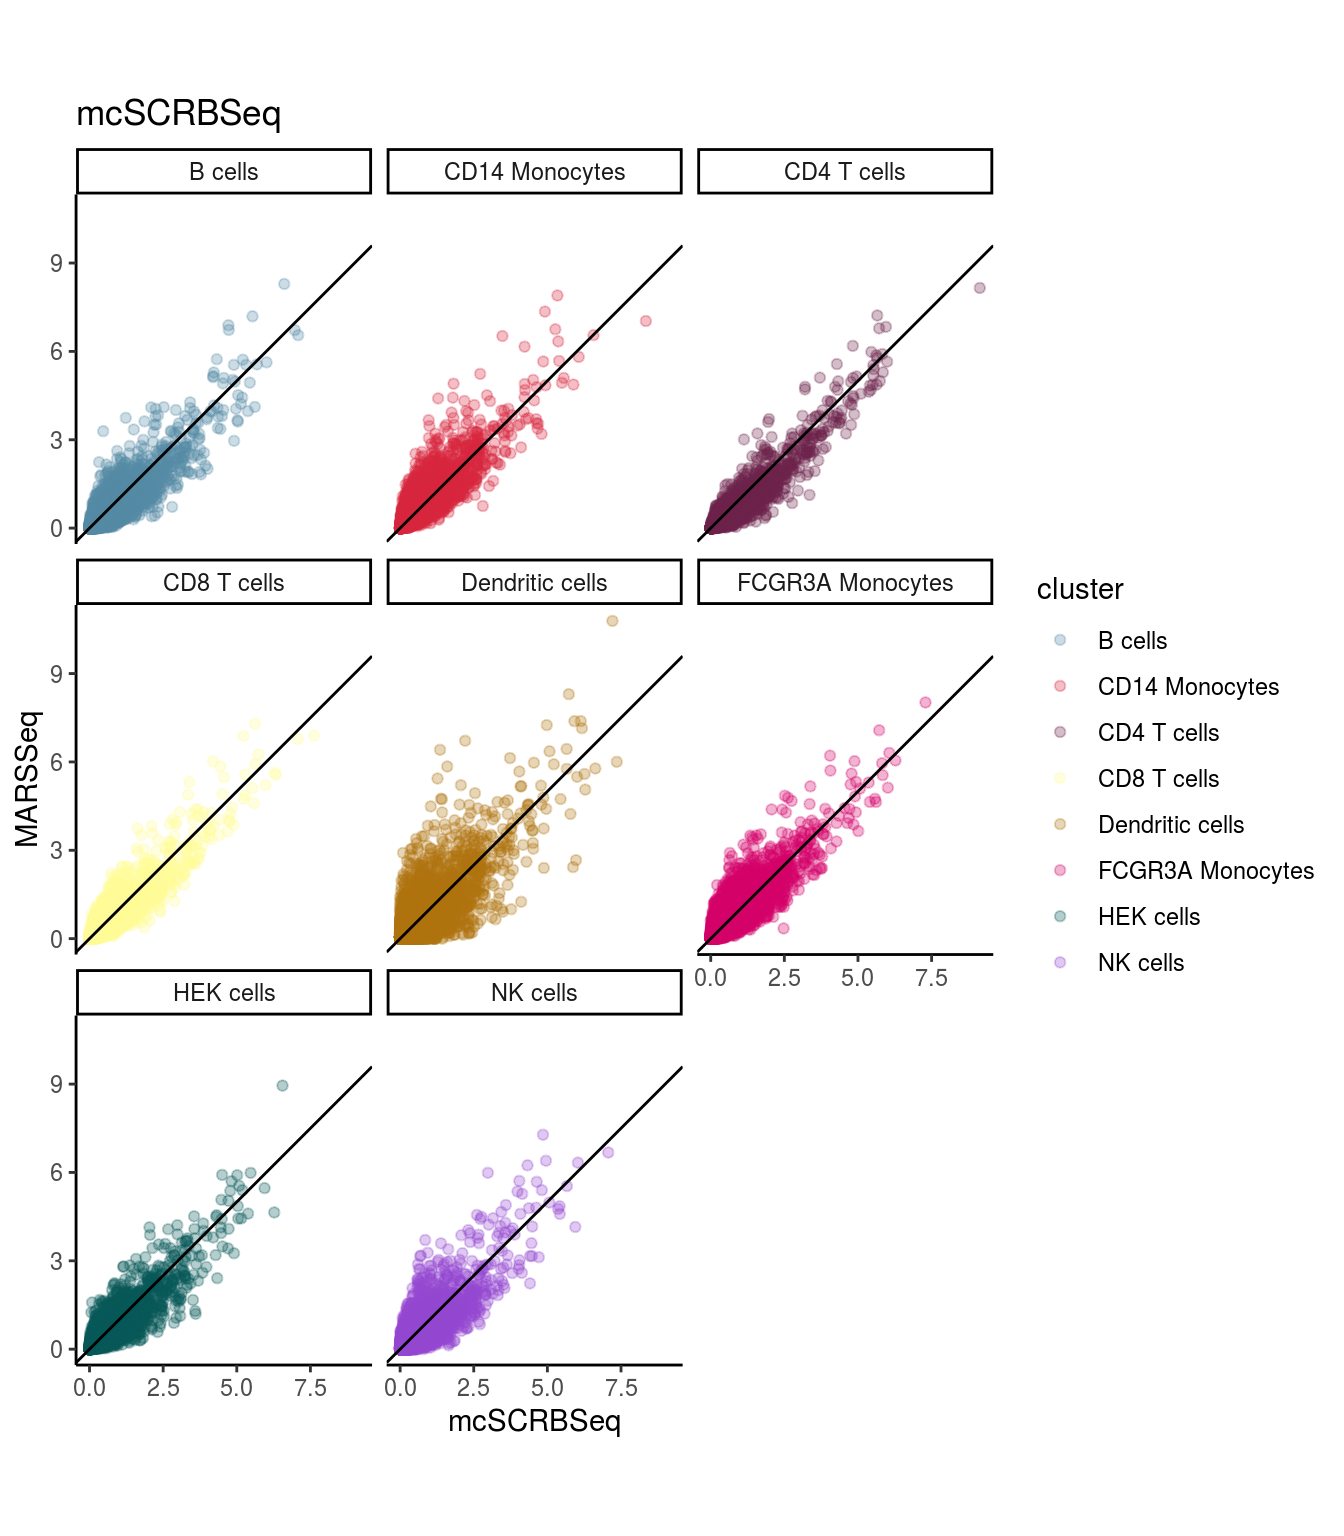 mcSCRBSeq
B cells
CD14 Monocytes
CD4 T cells
9
6
3
0
CD8 T cells
Dendritic cells
FCGR3A Monocytes
9
6
3
0
MARSSeq
0.0 2.5 5.0 7.5
HEK cells
NK cells
9
6
3
0
0.0 2.5 5.0 7.5
0.0 2.5 5.0 7.5
mcSCRBSeq
cluster
B cells
CD14 Monocytes
CD4 T cells
CD8 T cells
Dendritic cells
FCGR3A Monocytes
HEK cells
NK cells